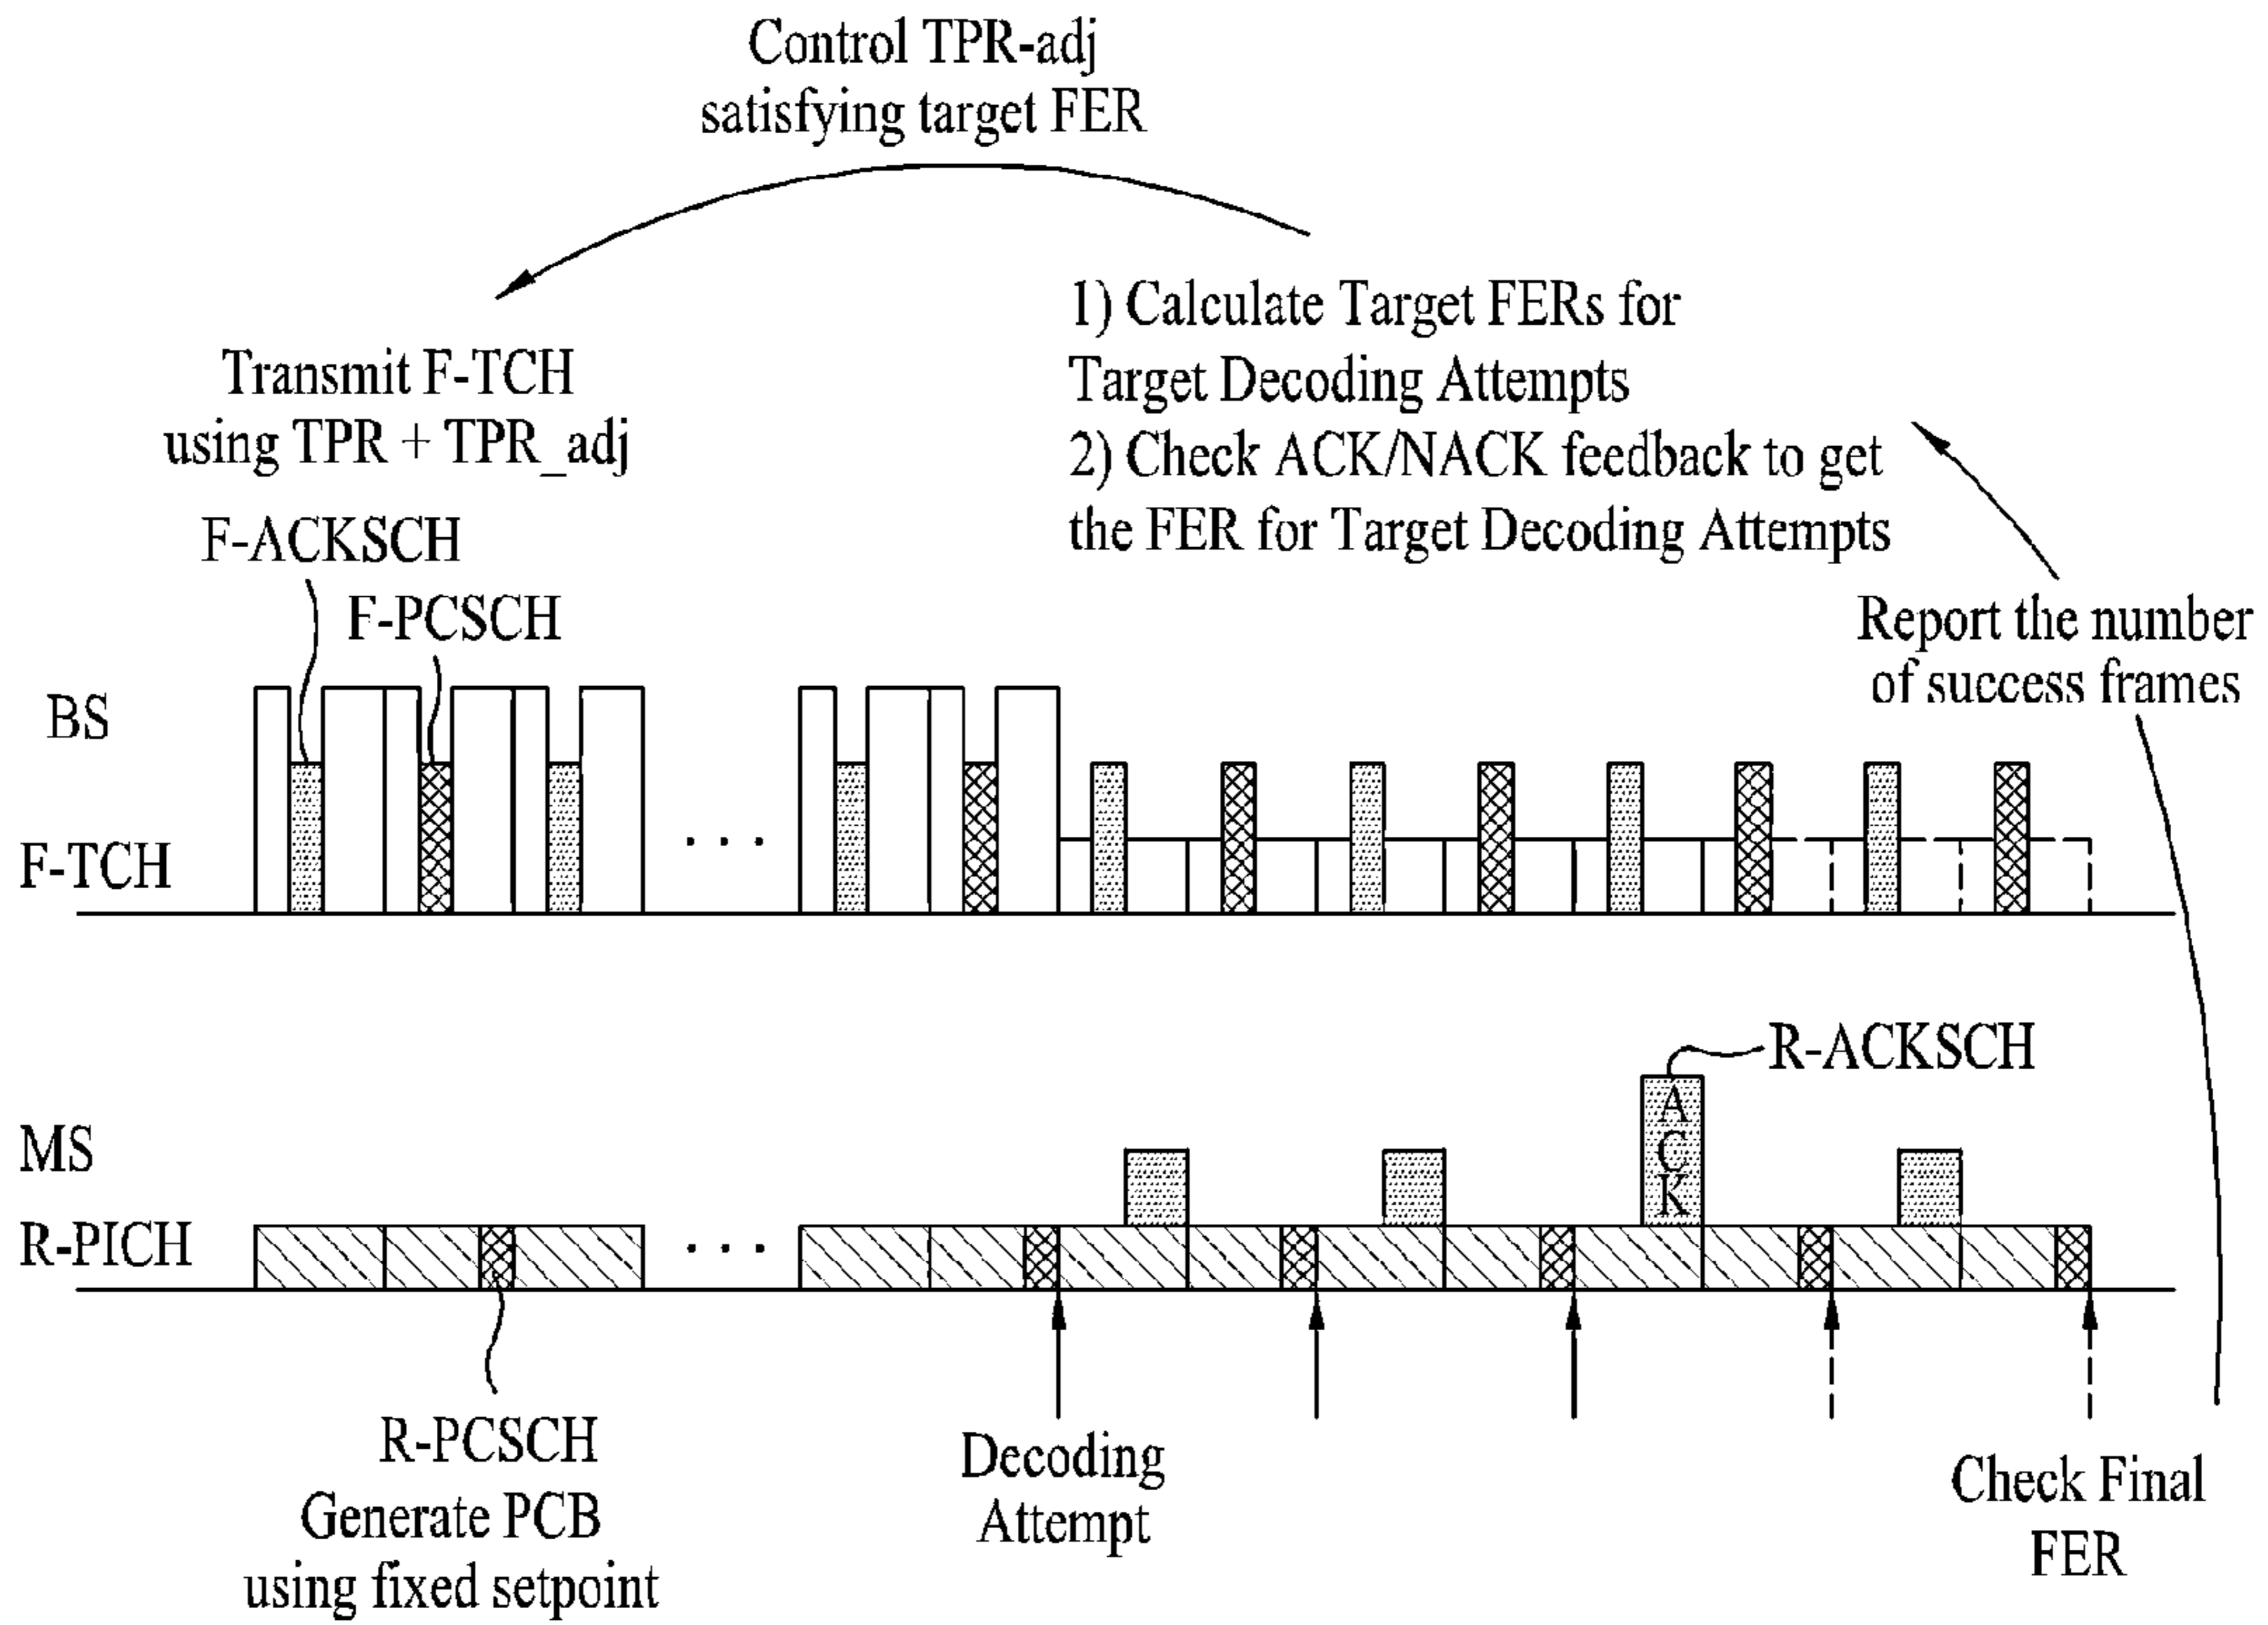 Control TPR-adj
satisfying target FER
1) Calculate Target FERs for
Target Decoding Attempts
2) Check ACK/NACK feedback to get
the FER for Target Decoding Attempts
Transmit F-TCH
using TPR + TPR_adj
F-ACKSCH
F-PCSCH
Report the number
of success frames
BS
F-TCH
. . .
R-ACKSCH
ACK
MS
R-PICH
. . .
R-PCSCH
Generate PCB
using fixed setpoint
Decoding
Attempt
Check Final
FER